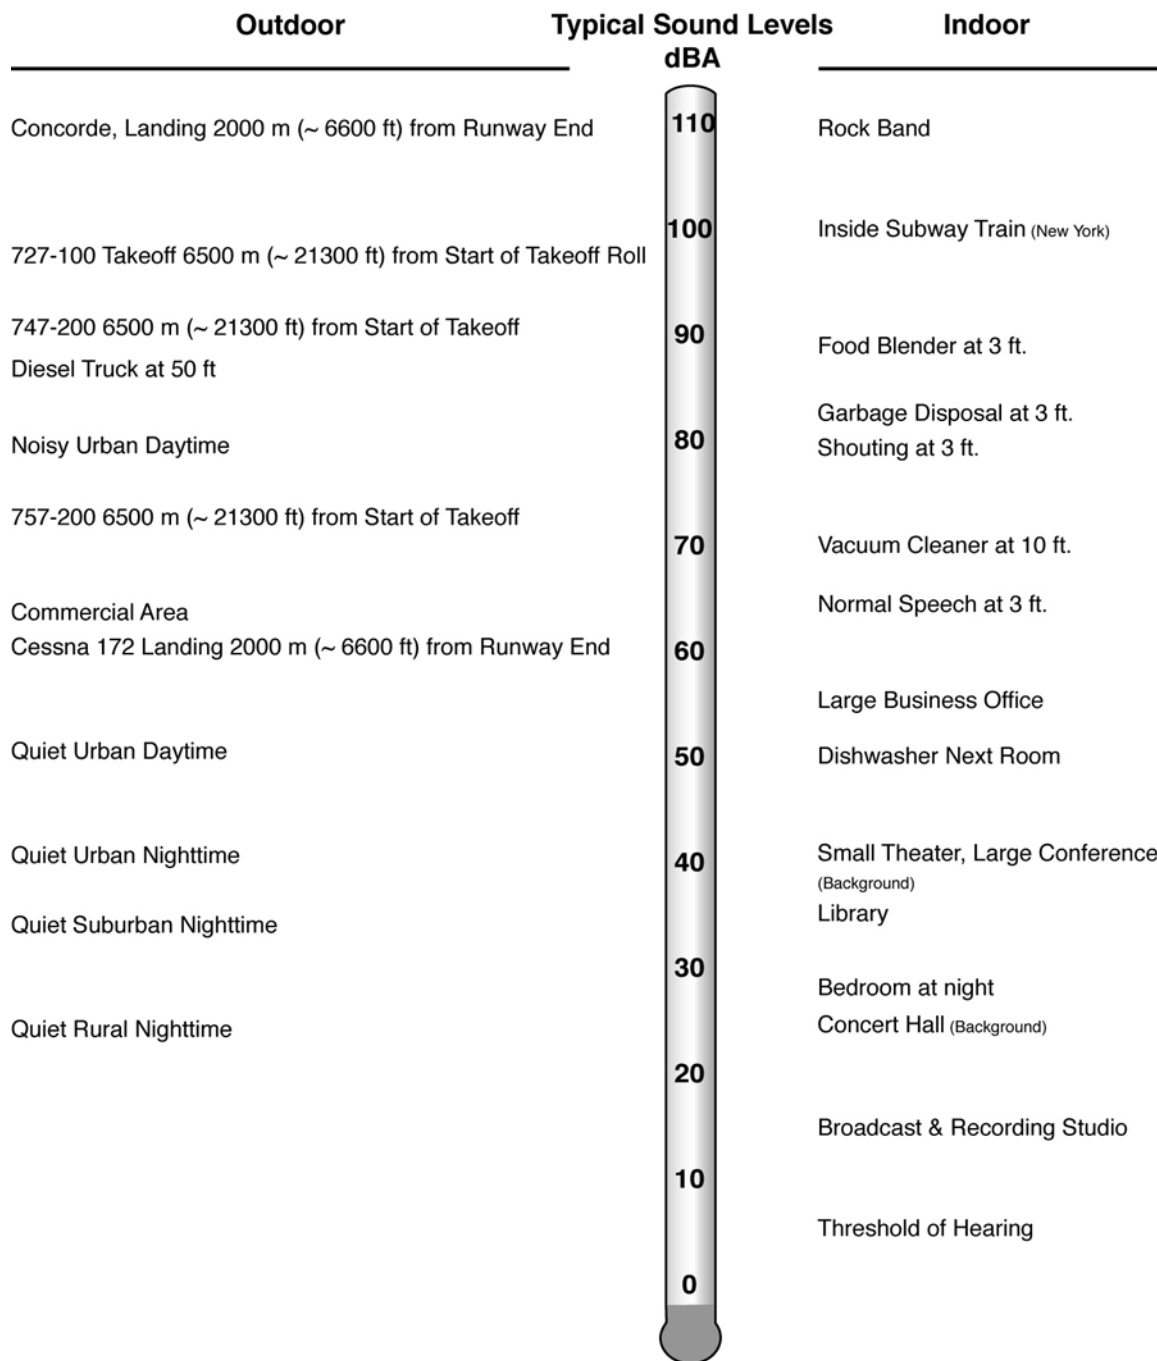 Outdoor
Typical Sound Levels
dBA
Indoor
Concorde, Landing 2000 m (~ 6600 ft) from Runway End
110
Rock Band
100
Inside Subway Train (New York)
727-100 Takeoff 6500 m (~ 21300 ft) from Start of Takeoff Roll
747-200 6500 m (~ 21300 ft) from Start of Takeoff
90
Food Blender at 3 ft.
Diesel Truck at 50 ft
Garbage Disposal at 3 ft.
Noisy Urban Daytime
80
Shouting at 3 ft.
757-200 6500 m (~ 21300 ft) from Start of Takeoff
70
Vacuum Cleaner at 10 ft.
Normal Speech at 3 ft.
Commercial Area
Cessna 172 Landing 2000 m (~ 6600 ft) from Runway End
60
Large Business Office
Quiet Urban Daytime
50
Dishwasher Next Room
Quiet Urban Nighttime
40
Small Theater, Large Conference
(Background)
Library
Quiet Suburban Nighttime
30
Bedroom at night
Quiet Rural Nighttime
Concert Hall (Background)
20
Broadcast & Recording Studio
10
Threshold of Hearing
0